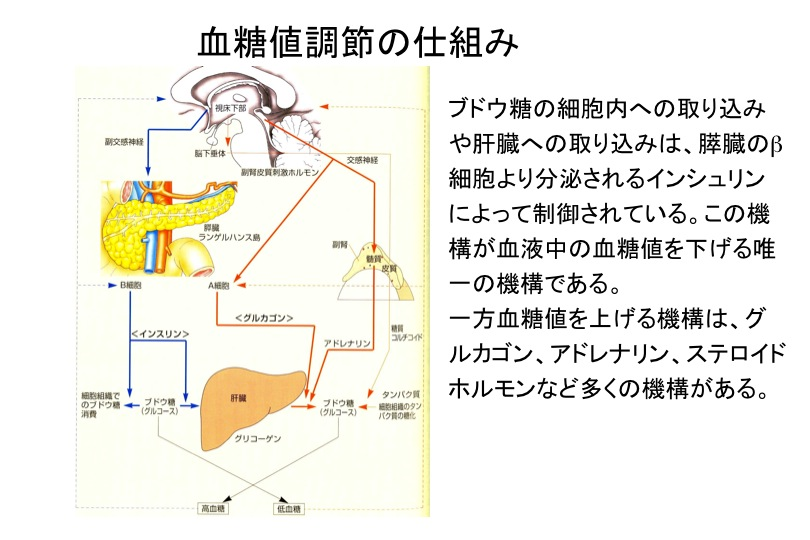 血糖値調節の仕組み
視床下部
副交感神経
脳下垂体
交感神経
副腎皮質刺激ホルモン
膵臓
ランゲルハンス島
副腎
髄質
皮質
B細胞
A細胞
<グルカゴン>
<インスリン>
アドレナリン
糖質
コルチコイド
肝臓
細胞組織で
のブドウ糖
消費
ブドウ糖
(グルコース)
グリコーゲン
ブドウ糖
(グルコース)
タンパク質
細胞組織のタン
パク質の糖化
高血糖
低血糖
ブドウ糖の細胞内への取り込み
や肝臓への取り込みは、膵臓のβ
細胞より分泌されるインシュリン
によって制御されている。この機
構が血液中の血糖値を下げる唯
一の機構である。
一方血糖値を上げる機構は、グ
ルカゴン、アドレナリン、ステロイド
ホルモンなど多くの機構がある。